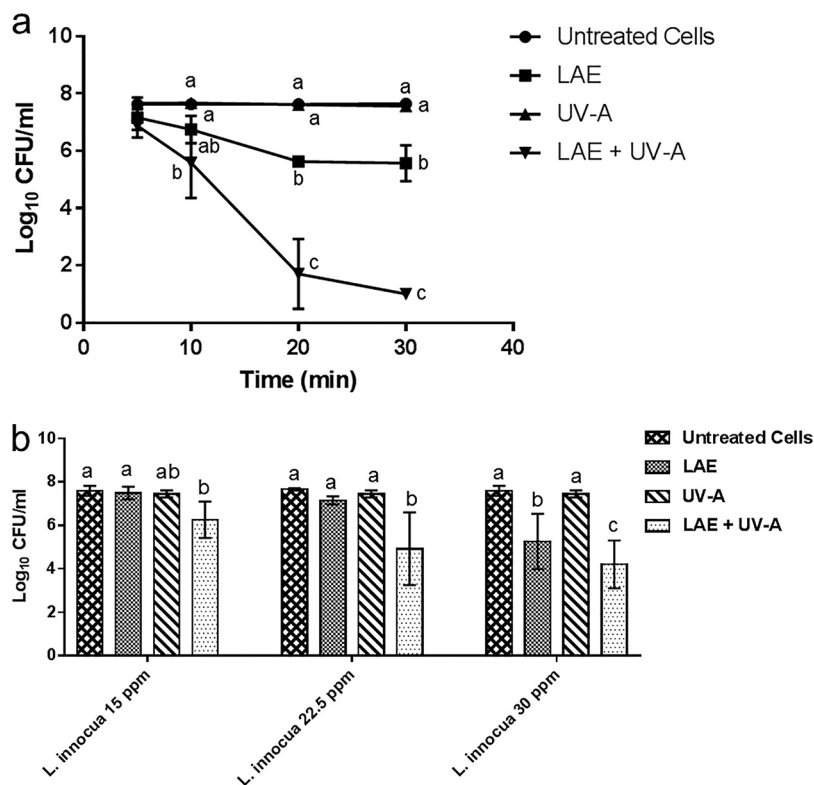 a
Untreated Cells
LAE
UV-A
LAE + UV-A
10
8
6
4
2
0
Log10 CFU/ml
a a a
a a a
ab b b
b c c
0 10 20 30 40
Time (min)
b
Untreated Cells
LAE
UV-A
LAE + UV-A
10
8
6
4
2
0
Log10 CFU/ml
a a ab b
a a a b
a b a c
L. innocua 15 ppm
L. innocua 22.5 ppm
L. innocua 30 ppm